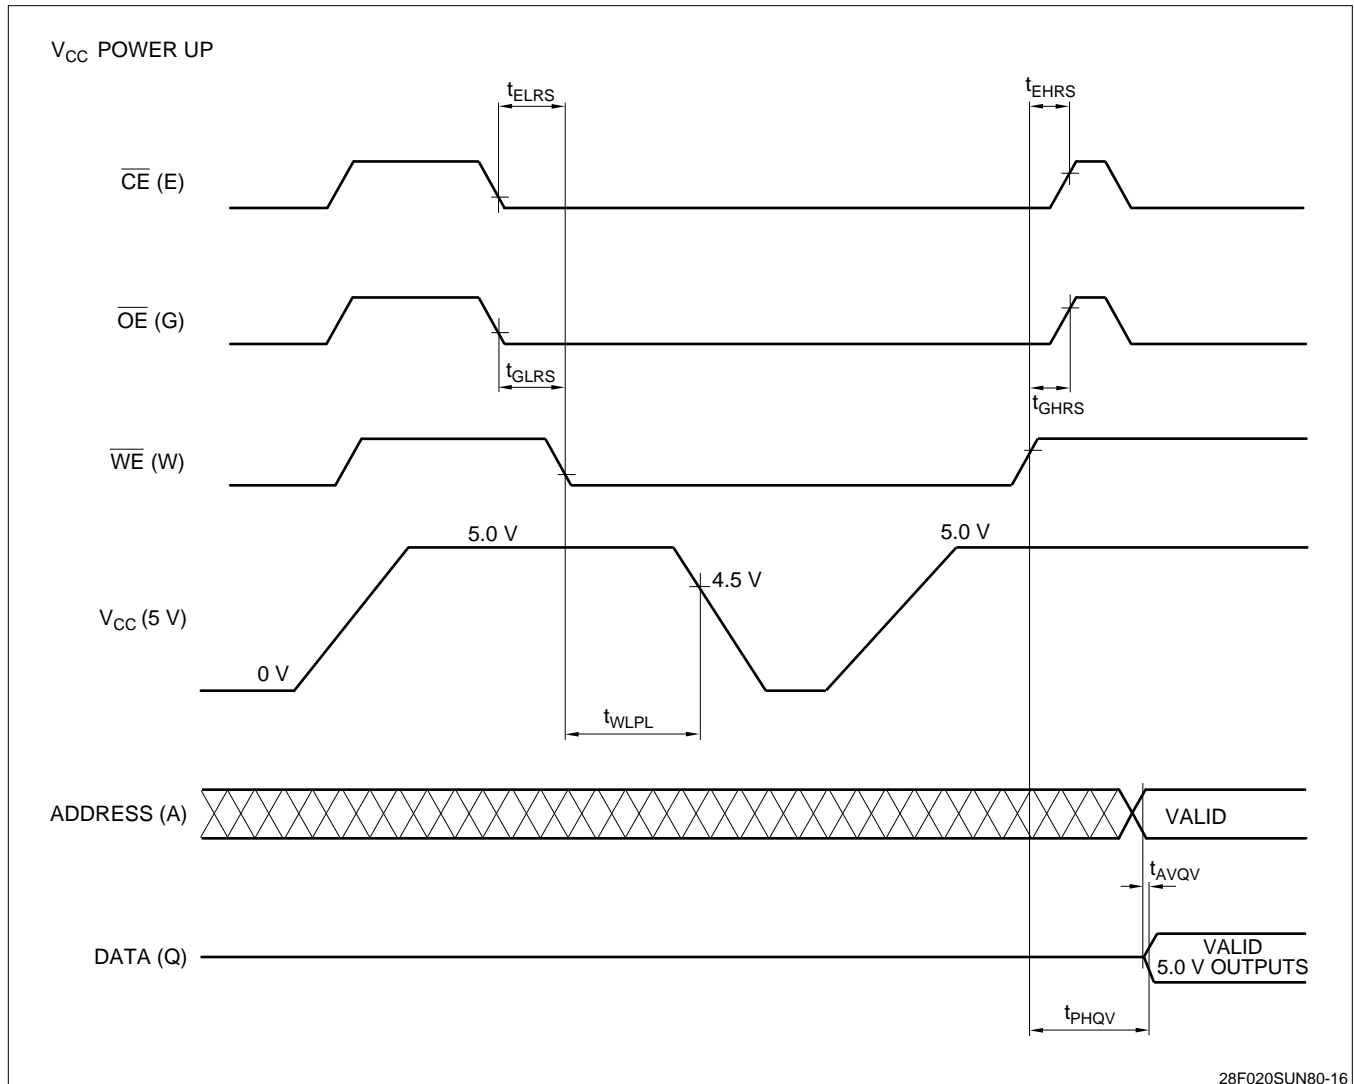 VCC POWER UP
tELRS
tEHRS
CE (E)
OE (G)
tGLRS
tGHRS
WE (W)
5.0 V
5.0 V
4.5 V
VCC (5 V)
0 V
tWLPL
ADDRESS (A)
VALID
tAVQV
DATA (Q)
VALID
5.0 V OUTPUTS
tPHQV
28F020SUN80-16